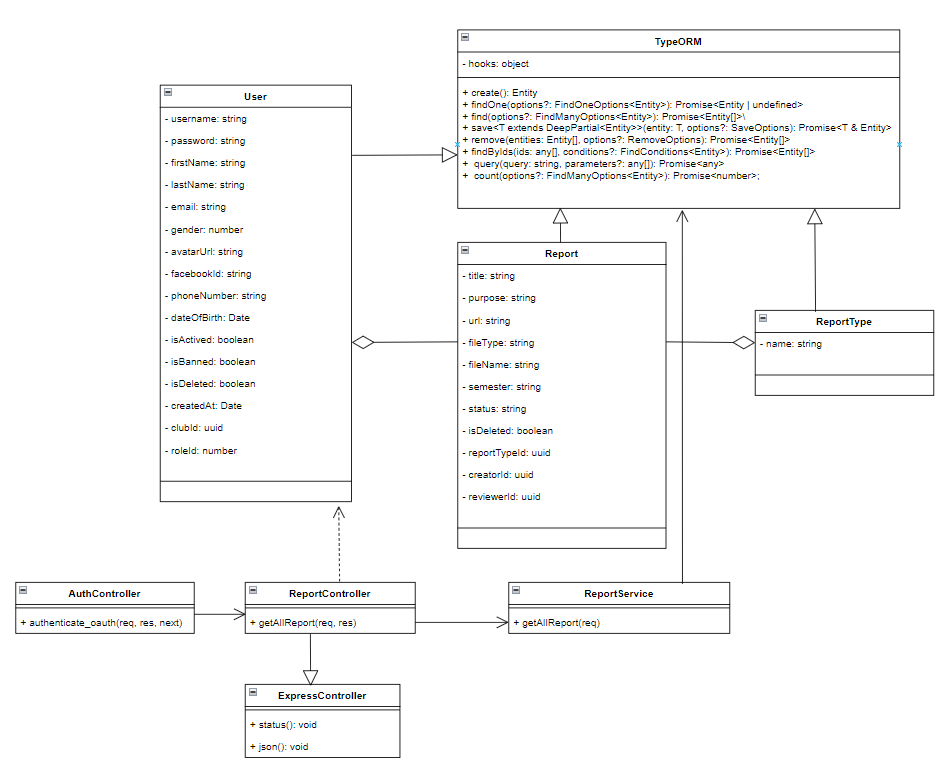 TypeORM
- hooks: object
+ create(): Entity
+ findOne(options?: FindOneOptions<Entity>): Promise<Entity | undefined>
+ find(options?: FindManyOptions<Entity>): Promise<Entity[]>\
+ save<T extends DeepPartial<Entity>>(entity: T, options?: SaveOptions): Promise<T & Entity>
+ remove(entities: Entity[], options?: RemoveOptions): Promise<Entity[]>
+ findByIds(ids: any[], conditions?: FindConditions<Entity>): Promise<Entity[]>
+ query(query: string, parameters?: any[]): Promise<any>
+ count(options?: FindManyOptions<Entity>): Promise<number>;
User
- username: string
- password: string
- firstName: string
- lastName: string
- email: string
- gender: number
- avatarUrl: string
- facebookId: string
- phoneNumber: string
- dateOfBirth: Date
- isActived: boolean
- isBanned: boolean
- isDeleted: boolean
- createdAt: Date
- clubId: uuid
- roleId: number
Report
- title: string
- purpose: string
- url: string
- fileType: string
- fileName: string
- semester: string
- status: string
- isDeleted: boolean
- reportTypeId: uuid
- creatorId: uuid
- reviewerId: uuid
ReportType
- name: string
AuthController
+ authenticate_oauth(req, res, next)
ReportController
+ getAllReport(req, res)
ReportService
+ getAllReport(req)
ExpressController
+ status(): void
+ json(): void